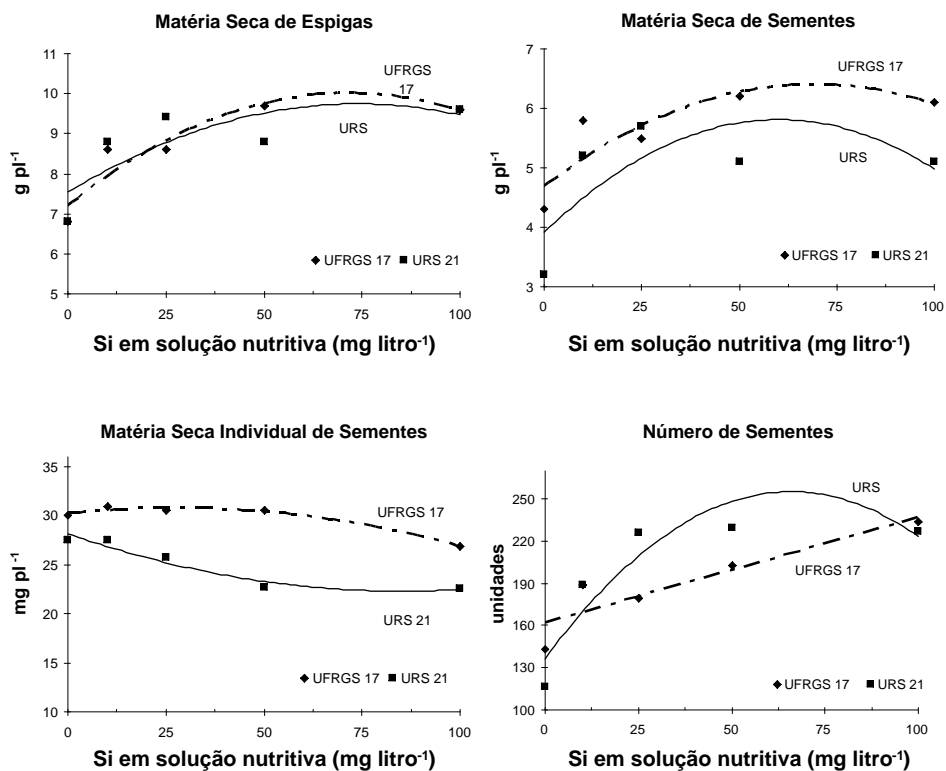 Matéria Seca de Espigas
11
10
9
8
7
6
5
g pl⁻¹
UFRGS
17
URS
UFRGS 17
URS 21
0
25
50
75
100
Si em solução nutritiva (mg litro⁻¹)
Matéria Seca de Sementes
7
6
5
4
3
g pl⁻¹
UFRGS 17
URS
UFRGS 17
URS 21
0
25
50
75
100
Si em solução nutritiva (mg litro⁻¹)
Matéria Seca Individual de Sementes
35
30
25
20
15
10
mg pl⁻¹
UFRGS 17
URS 21
UFRGS 17
URS 21
0
25
50
75
100
Si em solução nutritiva (mg litro⁻¹)
Número de Sementes
250
220
190
160
130
100
unidades
URS
UFRGS 17
UFRGS 17
URS 21
0
25
50
75
100
Si em solução nutritiva (mg litro⁻¹)